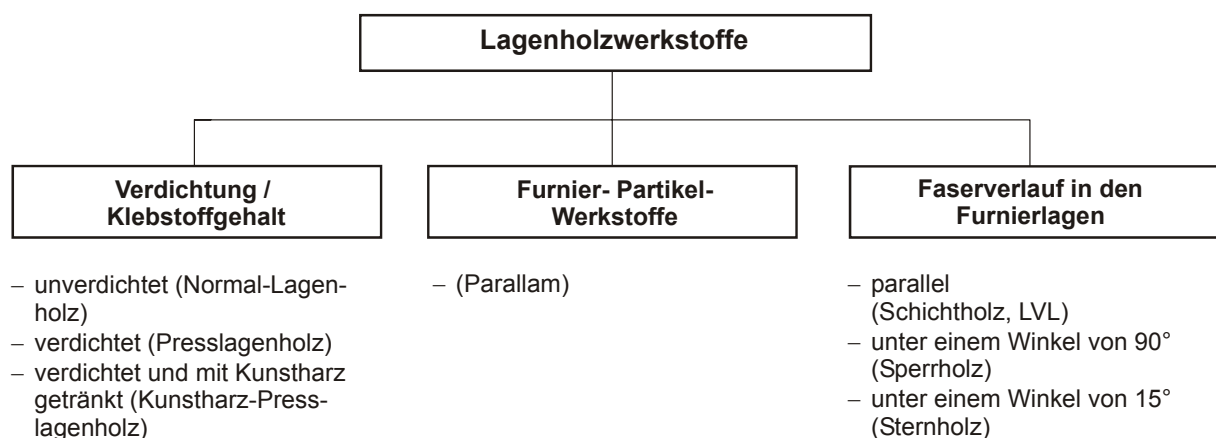 Lagenholzwerkstoffe
Verdichtung /
Klebstoffgehalt
– unverdichtet (Normal-Lagen-
holz)
– verdichtet (Presslagenholz)
– verdichtet und mit Kunstharz
getränkt (Kunstharz-Press-
lagenholz)
Furnier- Partikel-
Werkstoffe
– (Parallam)
Faserverlauf in den
Furnierlagen
– parallel
(Schichtholz, LVL)
– unter einem Winkel von 90°
(Sperrholz)
– unter einem Winkel von 15°
(Sternholz)